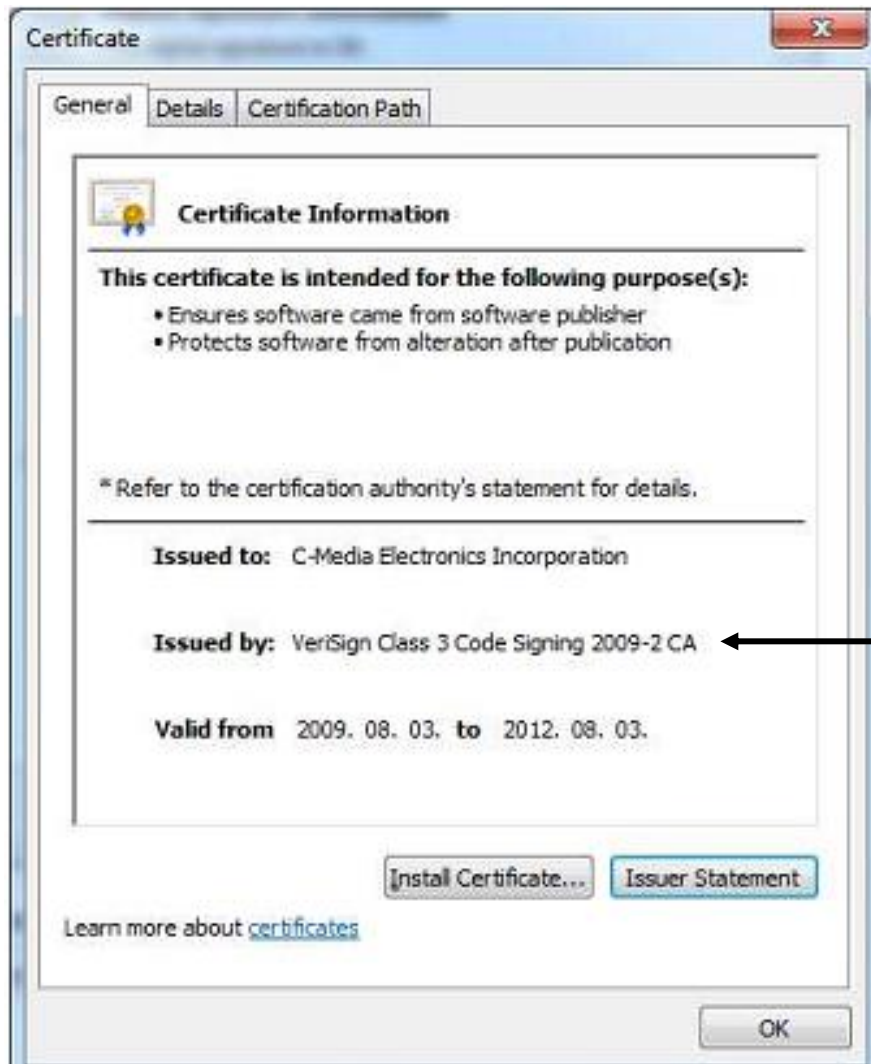 Certificate
General Details Certification Path
Certificate Information
This certificate is intended for the following purpose(s):
• Ensures software came from software publisher
• Protects software from alteration after publication
* Refer to the certification authority's statement for details.
Issued to: C-Media Electronics Incorporation
Issued by: VeriSign Class 3 Code Signing 2009-2 CA
Valid from 2009. 08. 03. to 2012. 08. 03.
Install Certificate... Issuer Statement
Learn more about certificates
OK